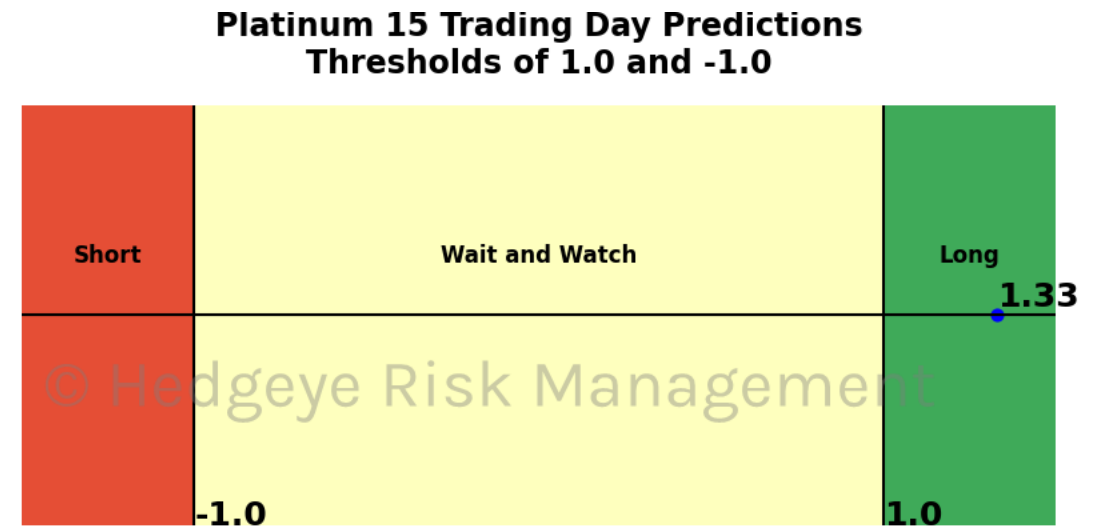 Platinum 15 Trading Day Predictions
Thresholds of 1.0 and -1.0
Short
Wait and Watch
Long
1.33
© Hedgeye Risk Management
-1.0
1.0